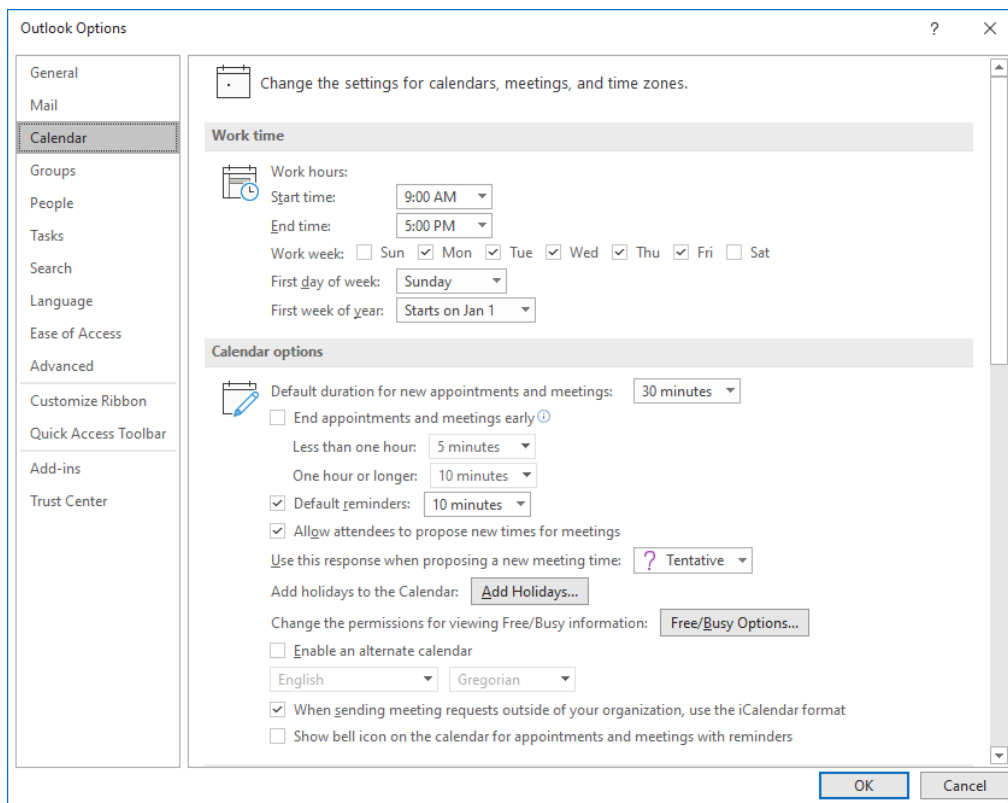 Outlook Options
?
General
Mail
Calendar
Groups
People
Tasks
Search
Language
Ease of Access
Advanced
Customize Ribbon
Quick Access Toolbar
Add-ins
Trust Center
Change the settings for calendars, meetings, and time zones.
Work time
Work hours:
Start time: 9:00 AM
End time: 5:00 PM
Work week: Sun Mon Tue Wed Thu Fri Sat
First day of week: Sunday
First week of year: Starts on Jan 1
Calendar options
Default duration for new appointments and meetings: 30 minutes
End appointments and meetings early
Less than one hour: 5 minutes
One hour or longer: 10 minutes
Default reminders: 10 minutes
Allow attendees to propose new times for meetings
Use this response when proposing a new meeting time: ? Tentative
Add holidays to the Calendar: Add Holidays...
Change the permissions for viewing Free/Busy information: Free/Busy Options...
Enable an alternate calendar
English Gregorian
When sending meeting requests outside of your organization, use the iCalendar format
Show bell icon on the calendar for appointments and meetings with reminders
OK Cancel